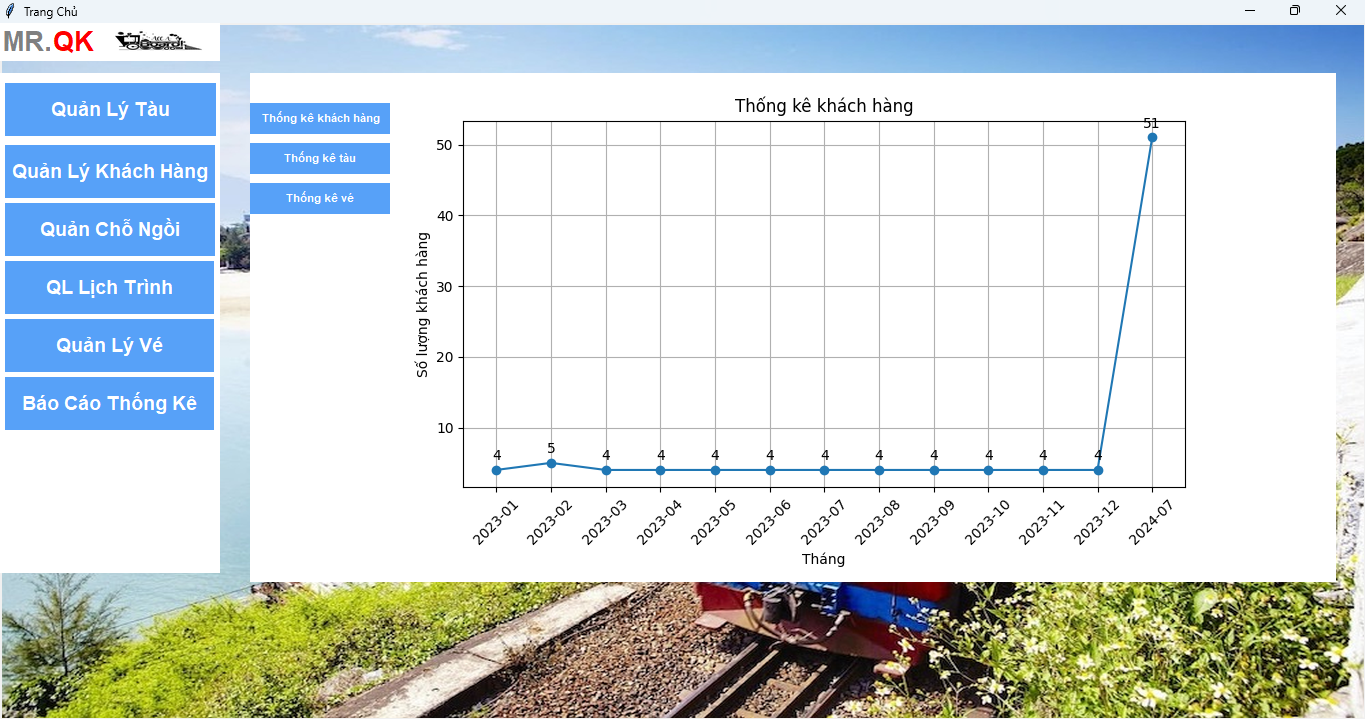 Trang Chủ
MR.QK
Quản Lý Tàu
Quản Lý Khách Hàng
Quản Chỗ Ngồi
QL Lịch Trình
Quản Lý Vé
Báo Cáo Thống Kê
Thống kê khách hàng
Thống kê tàu
Thống kê vé
Thống kê khách hàng
Số lượng khách hàng
50
40
30
20
10
4 5 4 4 4 4 4 4 4 4 4 4 51
2023-01 2023-02 2023-03 2023-04 2023-05 2023-06 2023-07 2023-08 2023-09 2023-10 2023-11 2023-12 2024-07
Tháng